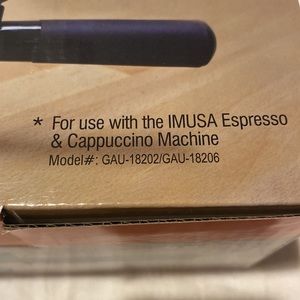 * For use with the IMUSA Espresso
& Cappuccino Machine
Model#: GAU-18202/GAU-18206